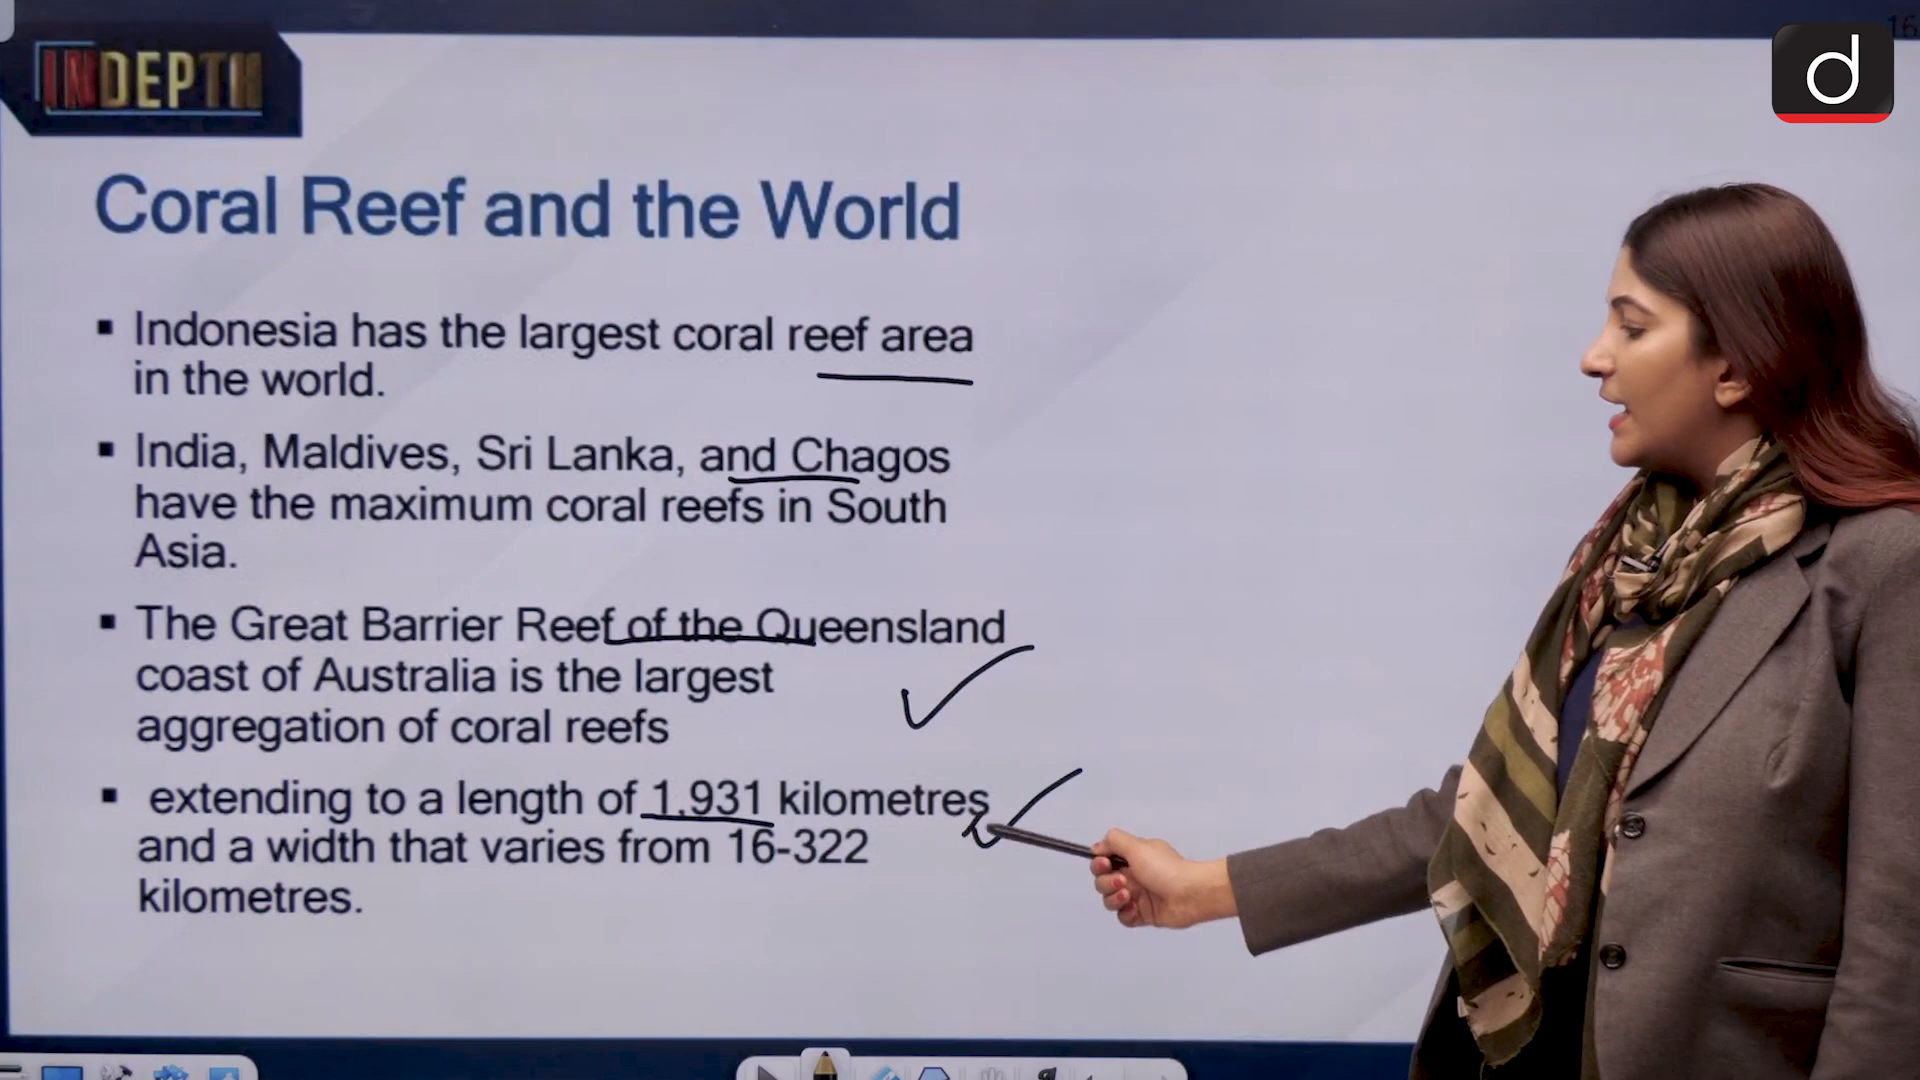 INDEPTH
d
16
Coral Reef and the World
▪ Indonesia has the largest coral reef area
in the world.
▪ India, Maldives, Sri Lanka, and Chagos
have the maximum coral reefs in South
Asia.
▪ The Great Barrier Reef of the Queensland
coast of Australia is the largest
aggregation of coral reefs
▪ extending to a length of 1,931 kilometres
and a width that varies from 16-322
kilometres.